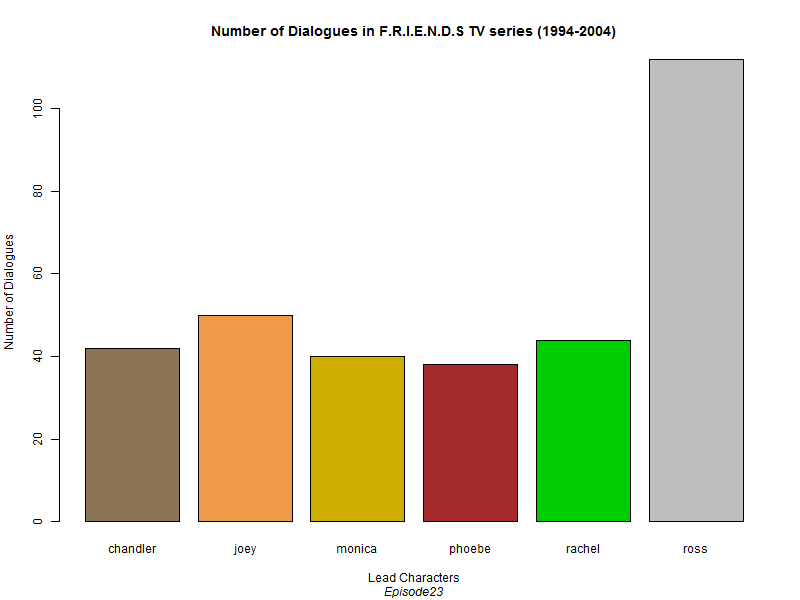 Number of Dialogues in F.R.I.E.N.D.S TV series (1994-2004)
Number of Dialogues
100
80
60
40
20
0
chandler joey monica phoebe rachel ross
Lead Characters
Episode23